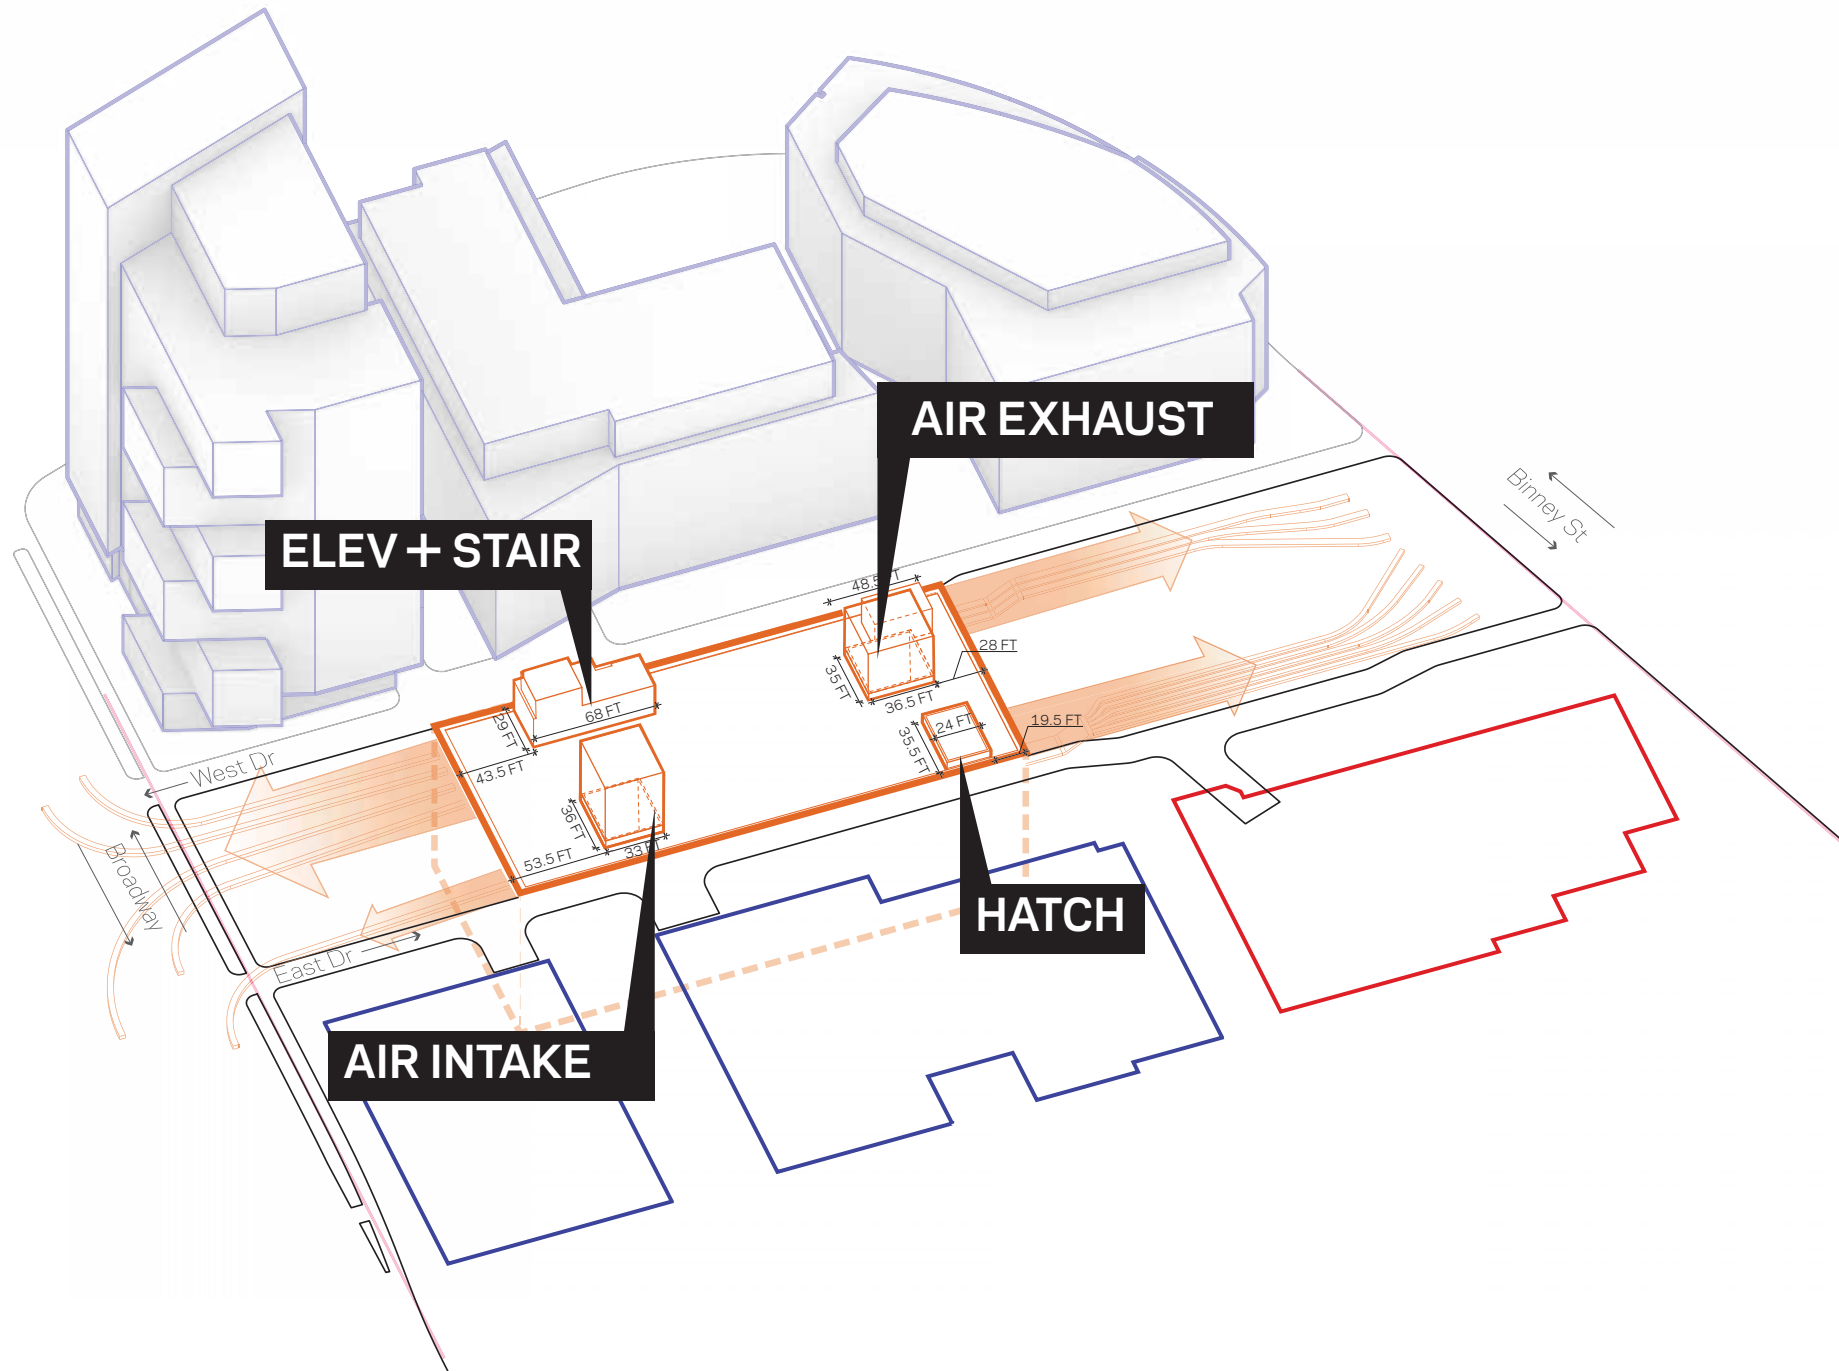 AIR EXHAUST
Binney St
ELEV + STAIR
48.5 FT
28 FT
35 FT
36.5 FT
68 FT
29 FT
24 FT
19.5 FT
35.5 FT
43.5 FT
West Dr
36 FT
33 FT
53.5 FT
Broadway
HATCH
East Dr
AIR INTAKE